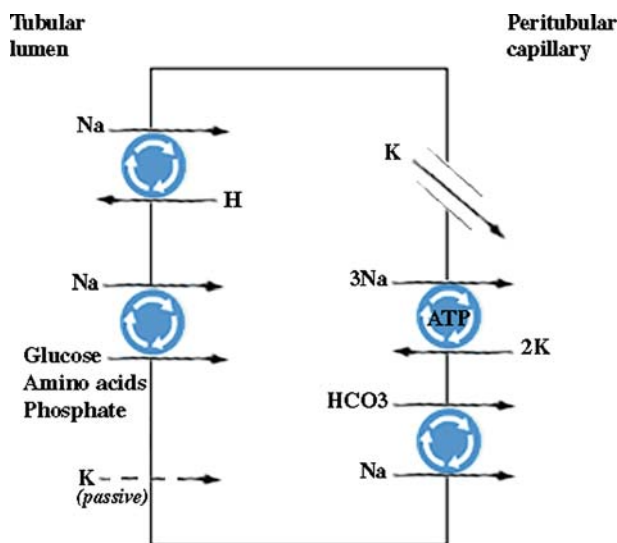 Tubular
lumen
Peritubular
capillary
Na
H
K
Na
3Na
ATP
2K
Glucose
Amino acids
Phosphate
HCO3
K
(passive)
Na